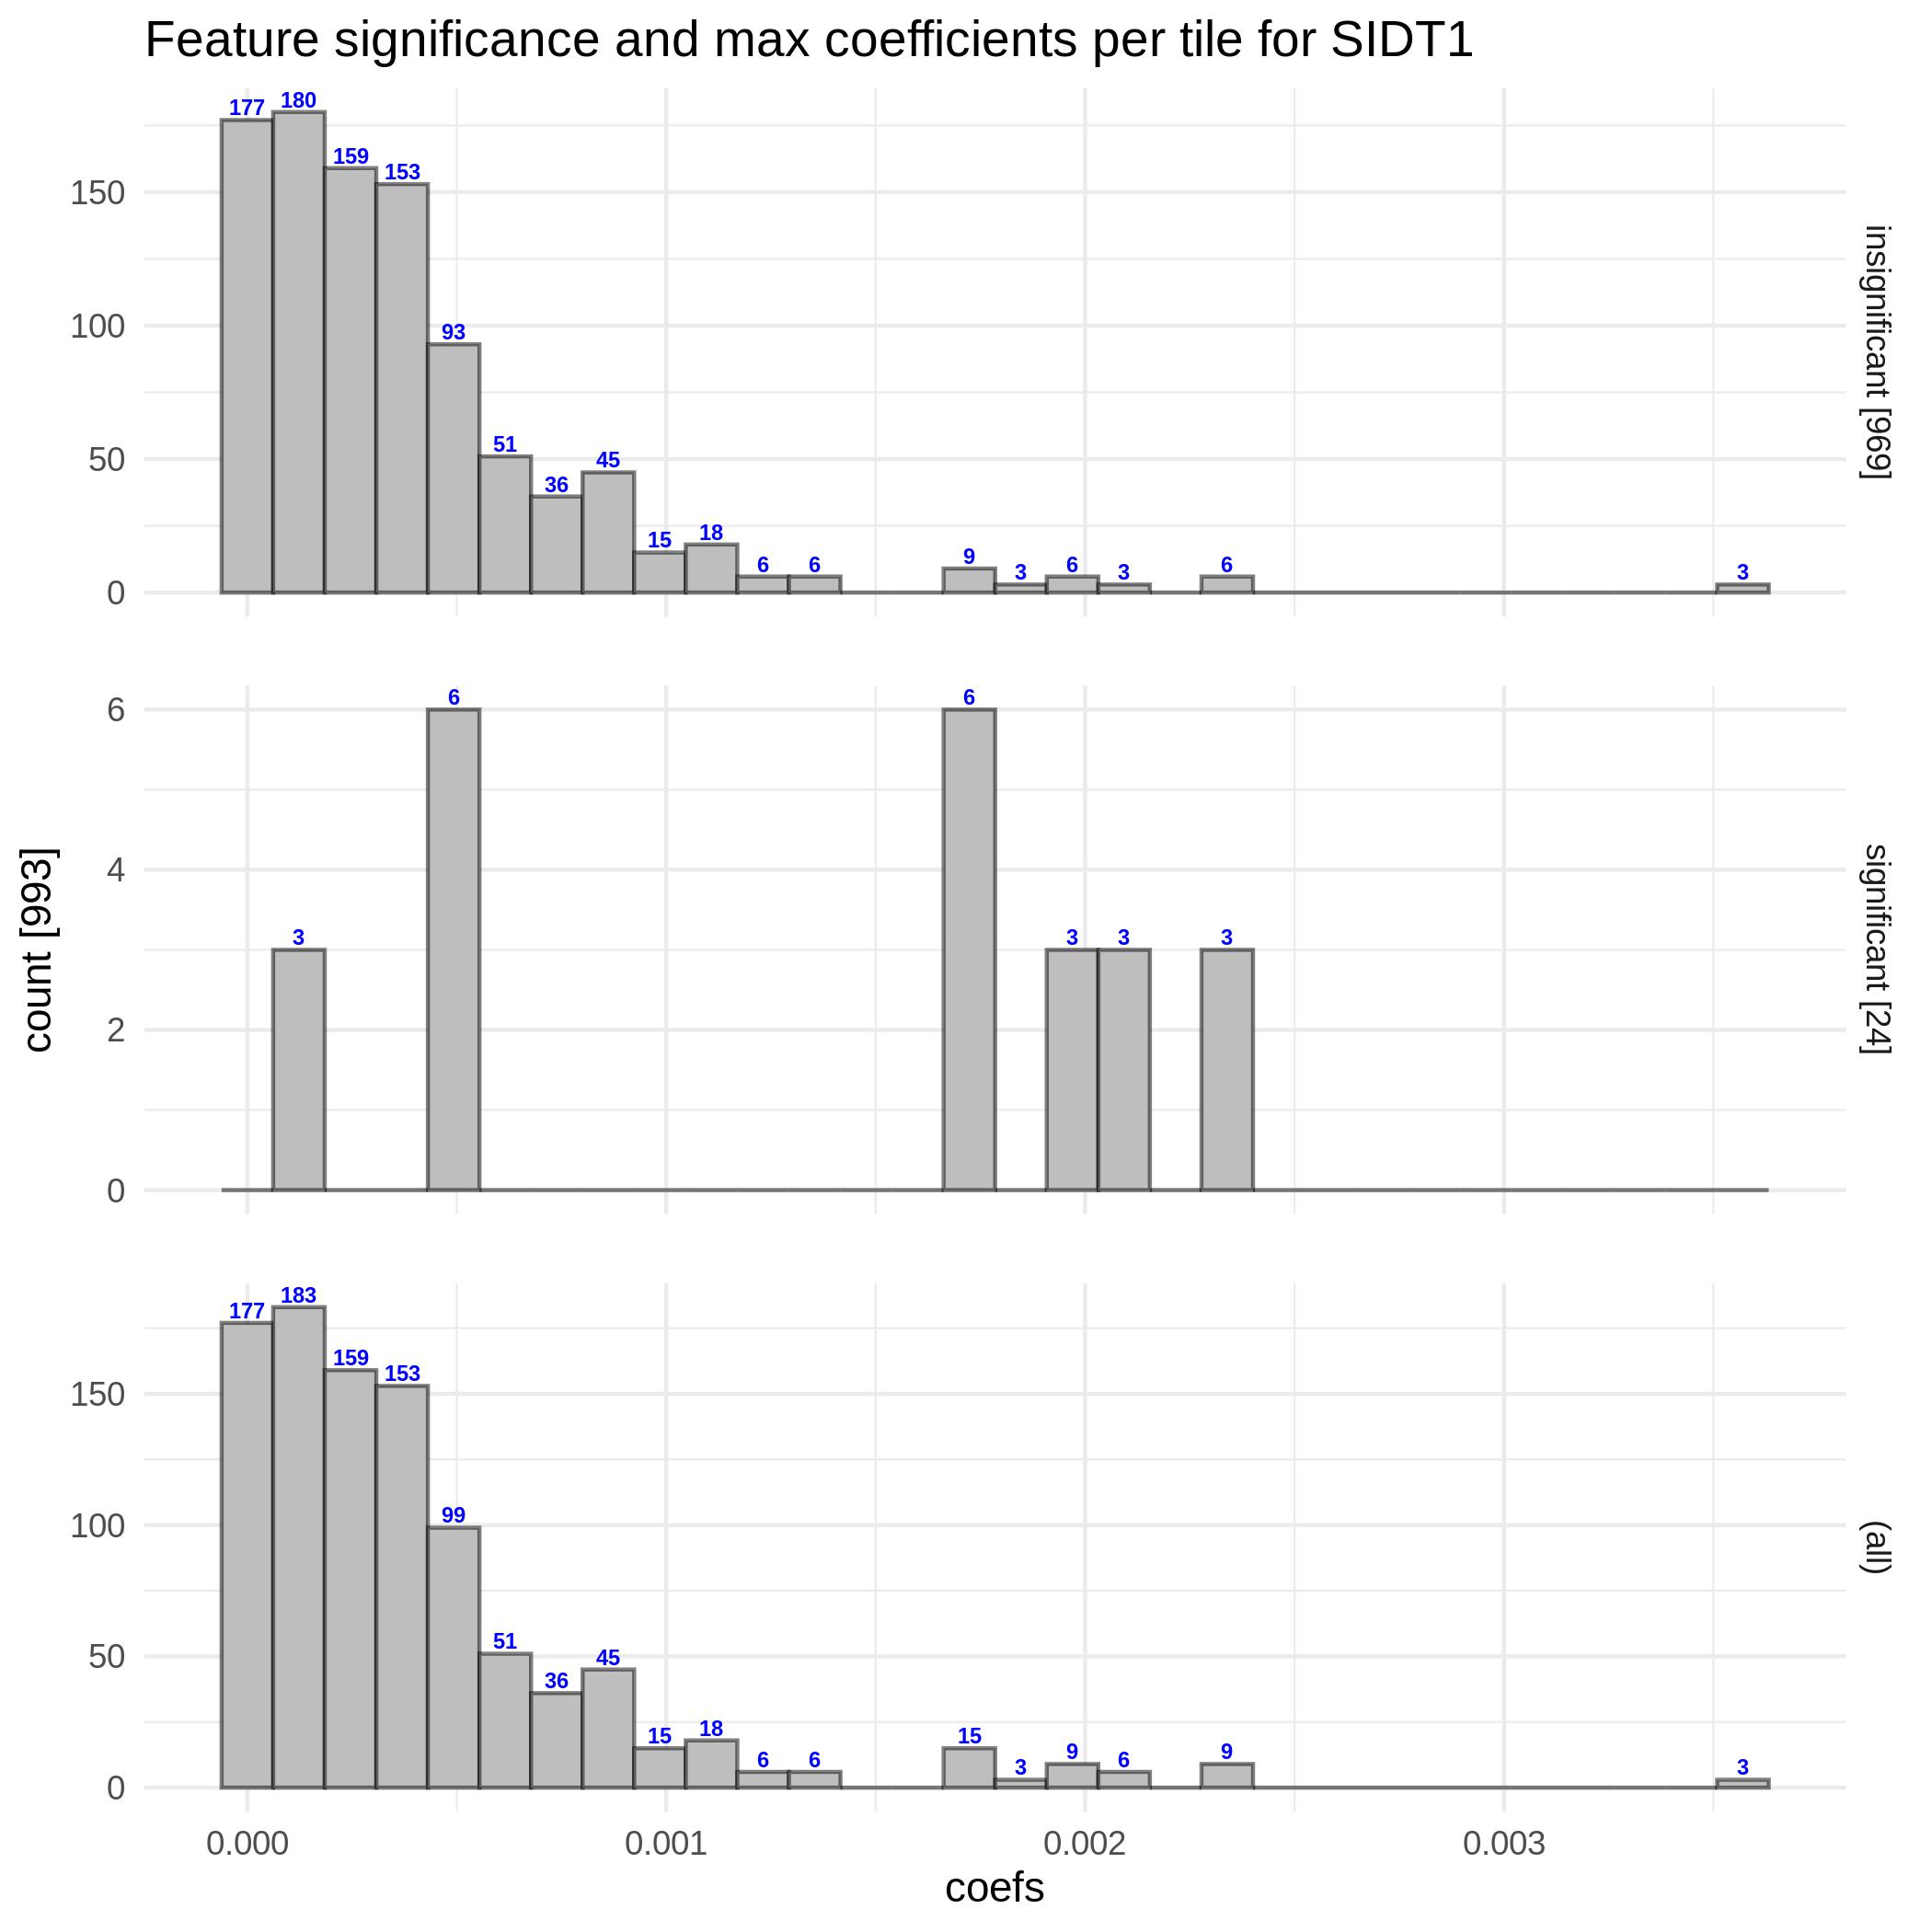 Feature significance and max coefficients per tile for SIDT1
177 180 159 153 93 51 36 45 15 18 6 6 9 3 6 3 6 3
150
100
50
0
insignificant [969]
6 6 3 3 3 3
6
4
2
0
significant [24]
count [993]
177 183 159 153 99 51 36 45 15 18 6 6 15 3 9 6 9 3
150
100
50
0
(all)
0.000 0.001 0.002 0.003
coefs